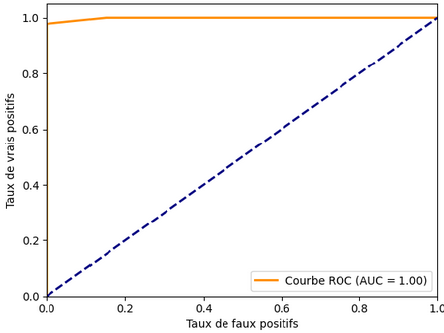 1.0
0.8
0.6
0.4
0.2
0.0
Taux de vrais positifs
Courbe ROC (AUC = 1.00)
0.0 0.2 0.4 0.6 0.8 1.0
Taux de faux positifs